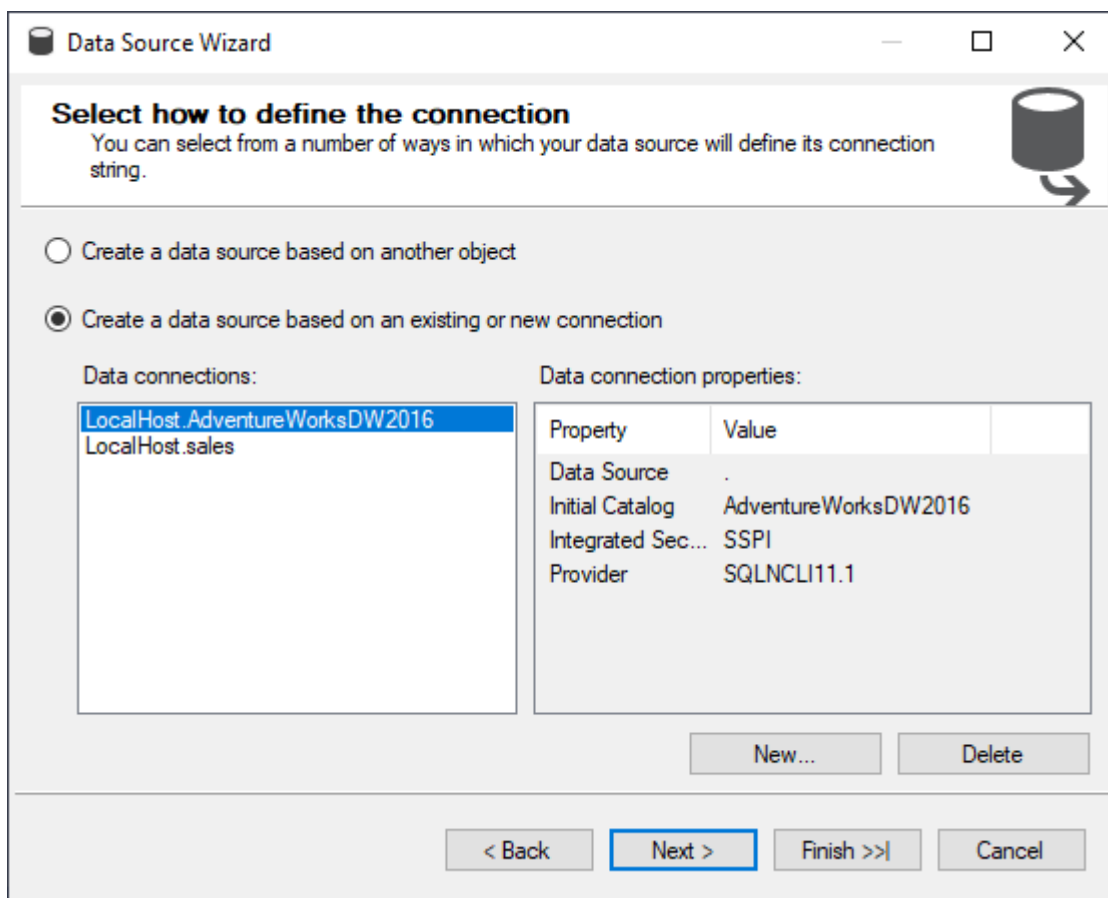 Data Source Wizard
Select how to define the connection
You can select from a number of ways in which your data source will define its connection
string.
Create a data source based on another object
Create a data source based on an existing or new connection
Data connections:
LocalHost.AdventureWorksDW2016
LocalHost.sales
Data connection properties:
Property Value
Data Source .
Initial Catalog AdventureWorksDW2016
Integrated Sec... SSPI
Provider SQLNCLI11.1
New... Delete
< Back Next > Finish >>| Cancel